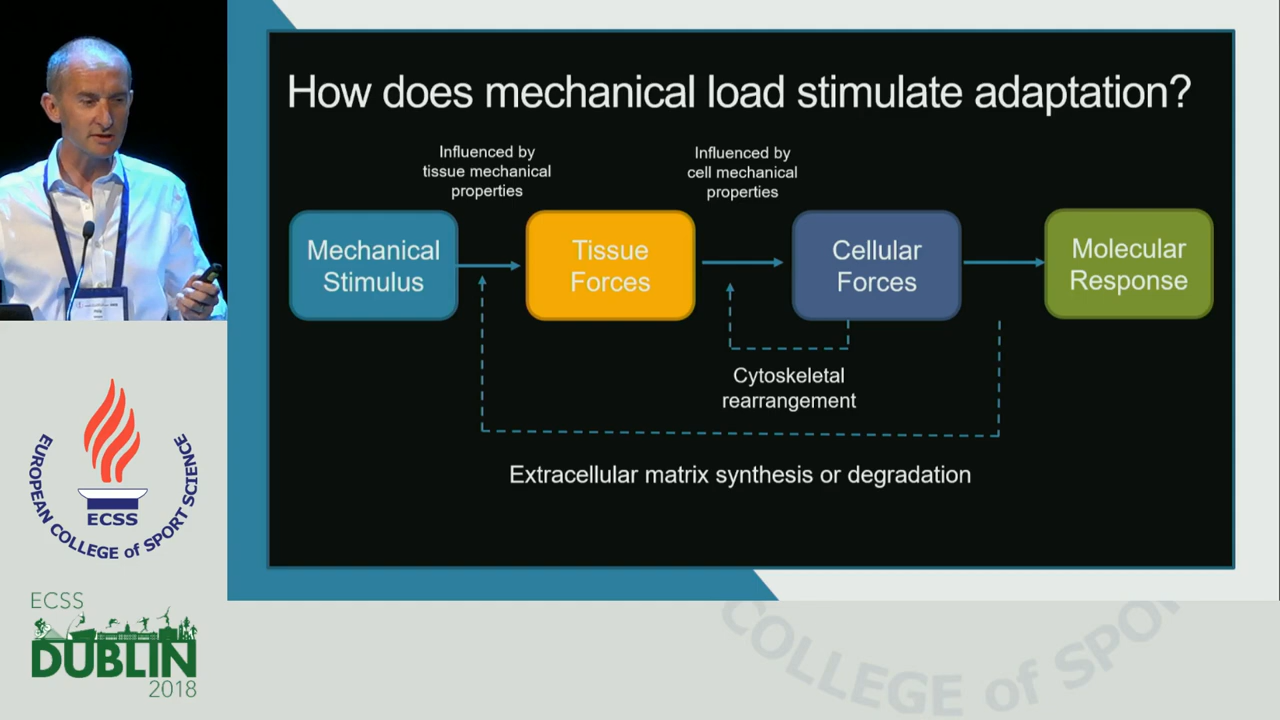 How does mechanical load stimulate adaptation?
Influenced by
tissue mechanical
properties
Influenced by
cell mechanical
properties
Mechanical
Stimulus
Tissue
Forces
Cellular
Forces
Molecular
Response
Cytoskeletal
rearrangement
Extracellular matrix synthesis or degradation
EUROPEAN COLLEGE of SPORT SCIENCE
ECSS
ECSS
DUBLIN
2018
COLLEGE of SPOR